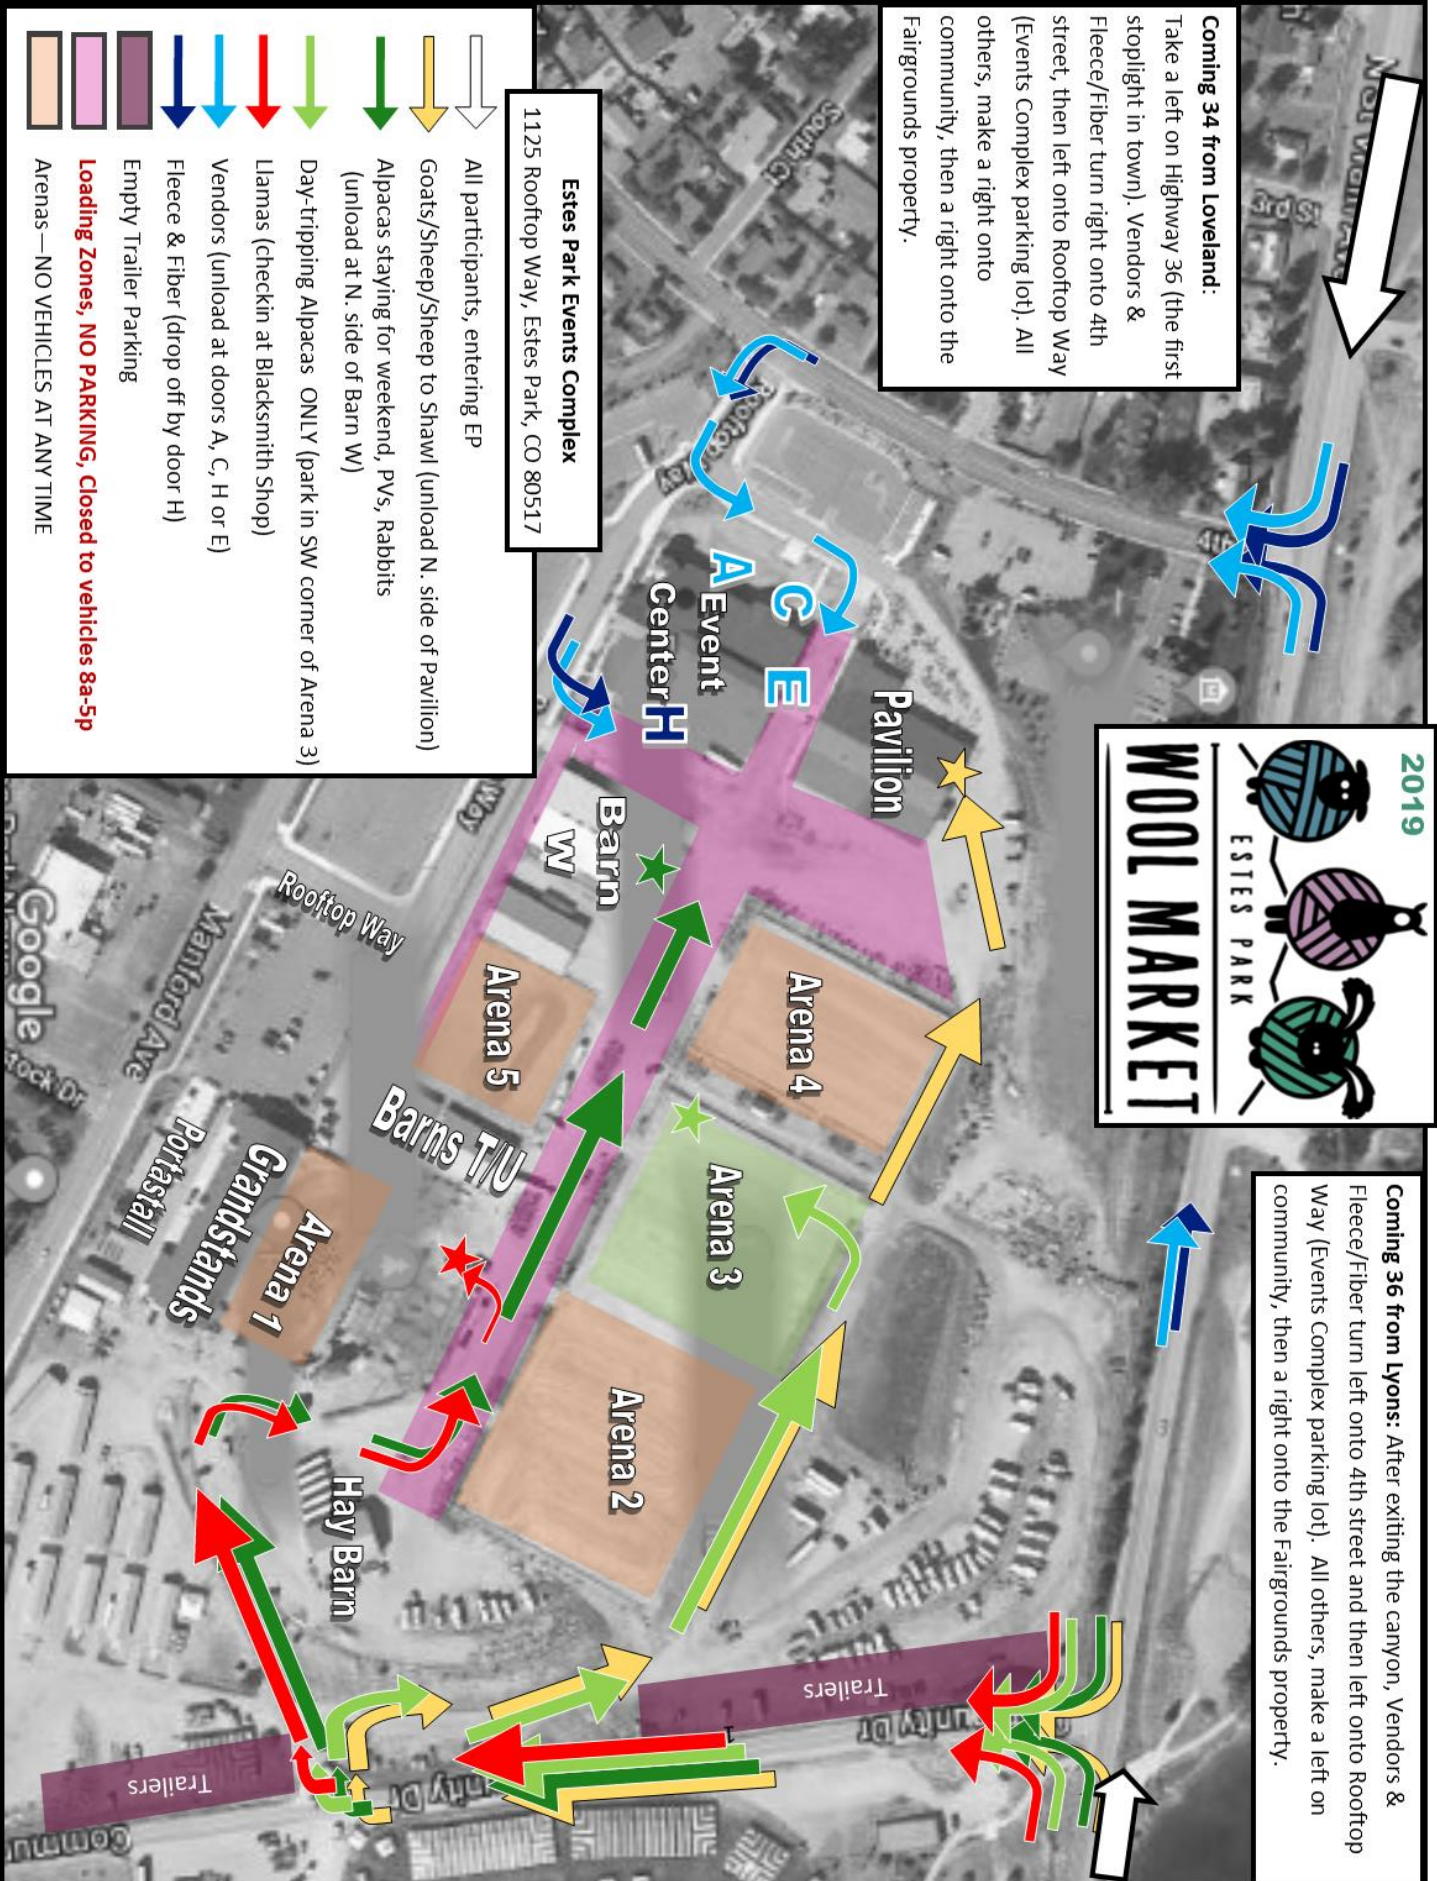 Coming 34 from Loveland:
Take a left on Highway 36 (the first
stoplight in town). Vendors &
Fleece/Fiber turn right onto 4th
street, then left onto Rooftop Way
(Events Complex parking lot). All
others, make a right onto
community, then a right onto the
Fairgrounds property.
2019
ESTES PARK
WOOL MARKET
Coming 36 from Lyons: After exiting the canyon, Vendors &
Fleece/Fiber turn left onto 4th street and then left onto Rooftop
Way (Events Complex parking lot). All others, make a left on
community, then a right onto the Fairgrounds property.
3rd St
4th
South Ct
Rooftop Way
Pavilion
C
E
A
Event
Center
H
Barn
W
Way
Rooftop Way
Manford Ave
Google
Arena 4
Arena 3
Arena 5
Barns T/U
Arena 2
Arena 1
Grandstands
Portastall
Hay Barn
Trailers
1
Trailers
Estes Park Events Complex
1125 Rooftop Way, Estes Park, CO 80517
All participants, entering EP
Goats/Sheep/Sheep to Shawl (unload N. side of Pavilion)
Alpacas staying for weekend, PVs, Rabbits
(unload at N. side of Barn W)
Day-tripping Alpacas ONLY (park in SW corner of Arena 3)
Llamas (checkin at Blacksmith Shop)
Vendors (unload at doors A, C, H or E)
Fleece & Fiber (drop off by door H)
Empty Trailer Parking
Loading Zones, NO PARKING, Closed to vehicles 8a-5p
Arenas—NO VEHICLES AT ANY TIME